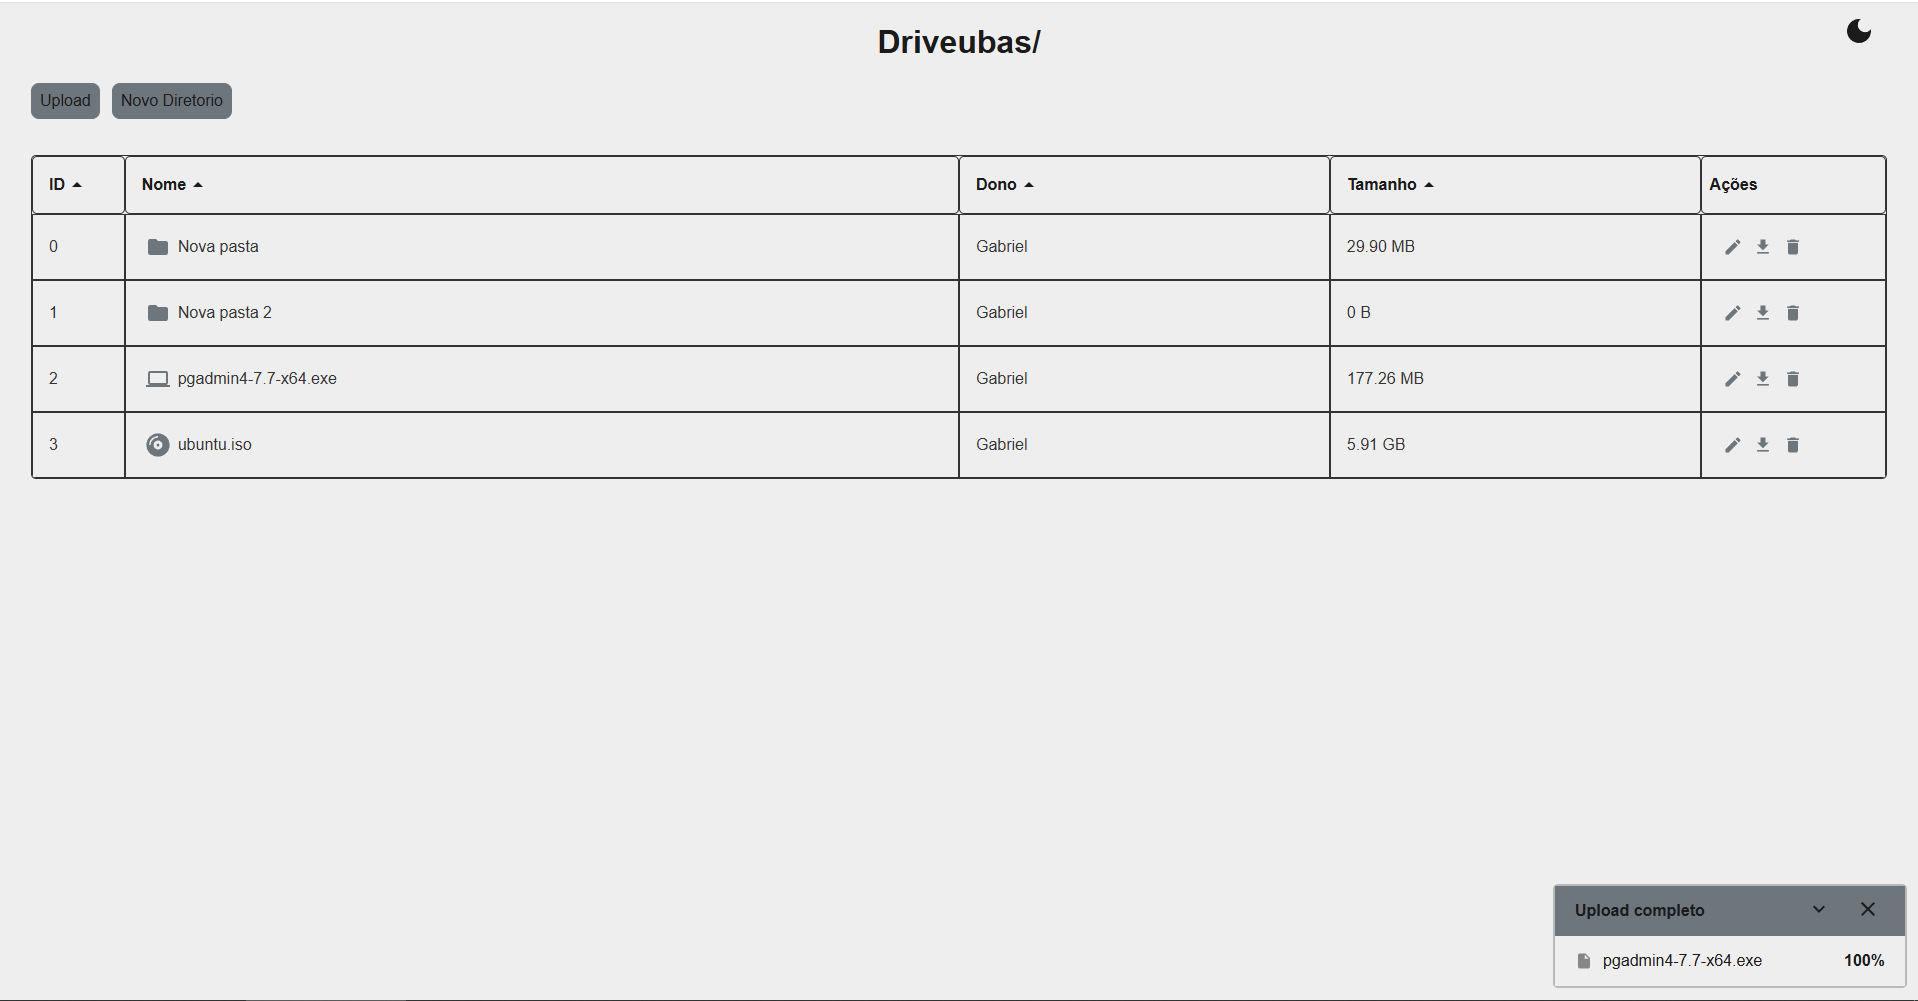 Driveubas/
Upload Novo Diretorio
ID Nome Dono Tamanho Ações
0 Nova pasta Gabriel 29.90 MB
1 Nova pasta 2 Gabriel 0 B
2 pgadmin4-7.7-x64.exe Gabriel 177.26 MB
3 ubuntu.iso Gabriel 5.91 GB
Upload completo
pgadmin4-7.7-x64.exe 100%